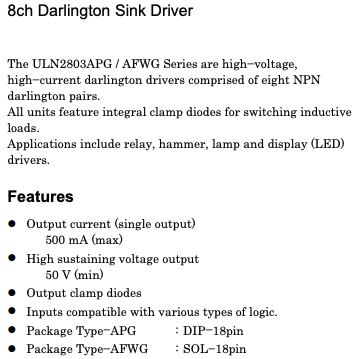 8ch Darlington Sink Driver
The ULN2803APG / AFWG Series are high−voltage,
high−current darlington drivers comprised of eight NPN
darlington pairs.
All units feature integral clamp diodes for switching inductive
loads.
Applications include relay, hammer, lamp and display (LED)
drivers.
Features
● Output current (single output)
500 mA (max)
● High sustaining voltage output
50 V (min)
● Output clamp diodes
● Inputs compatible with various types of logic.
● Package Type−APG : DIP−18pin
● Package Type−AFWG : SOL−18pin